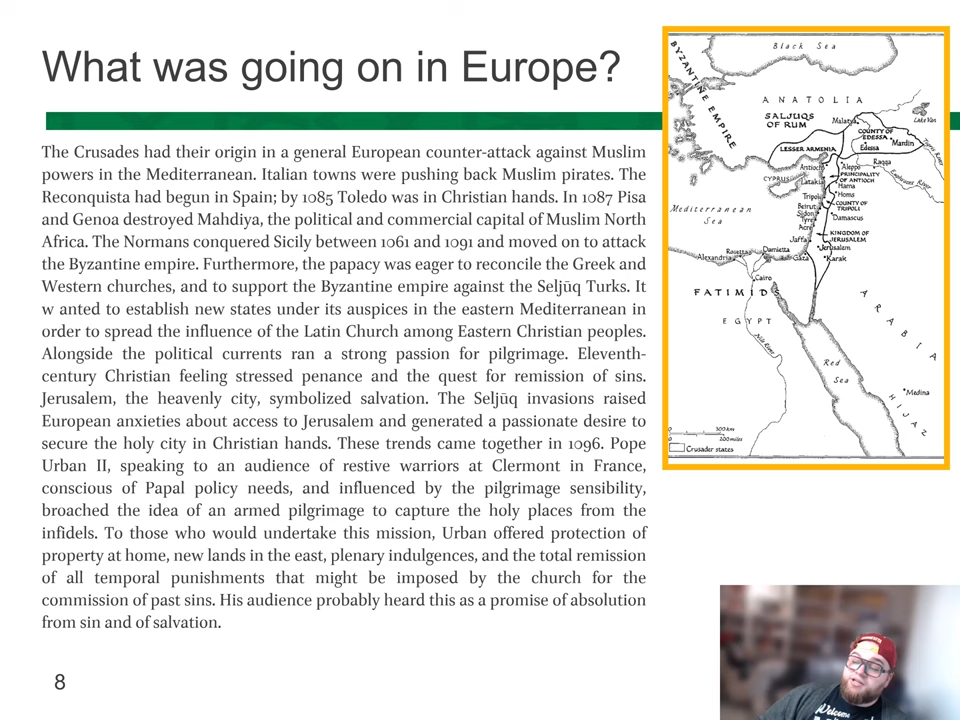 What was going on in Europe?
The Crusades had their origin in a general European counter-attack against Muslim
powers in the Mediterranean. Italian towns were pushing back Muslim pirates. The
Reconquista had begun in Spain; by 1085 Toledo was in Christian hands. In 1087 Pisa
and Genoa destroyed Mahdiya, the political and commercial capital of Muslim North
Africa. The Normans conquered Sicily between 1061 and 1091 and moved on to attack
the Byzantine empire. Furthermore, the papacy was eager to reconcile the Greek and
Western churches, and to support the Byzantine empire against the Seljūq Turks. It
w anted to establish new states under its auspices in the eastern Mediterranean in
order to spread the influence of the Latin Church among Eastern Christian peoples.
Alongside the political currents ran a strong passion for pilgrimage. Eleventh-
century Christian feeling stressed penance and the quest for remission of sins.
Jerusalem, the heavenly city, symbolized salvation. The Seljūq invasions raised
European anxieties about access to Jerusalem and generated a passionate desire to
secure the holy city in Christian hands. These trends came together in 1096. Pope
Urban II, speaking to an audience of restive warriors at Clermont in France,
conscious of Papal policy needs, and influenced by the pilgrimage sensibility,
broached the idea of an armed pilgrimage to capture the holy places from the
infidels. To those who would undertake this mission, Urban offered protection of
property at home, new lands in the east, plenary indulgences, and the total remission
of all temporal punishments that might be imposed by the church for the
commission of past sins. His audience probably heard this as a promise of absolution
from sin and of salvation.
8
Black Sea
BYZANTINE EMPIRE
ANATOLIA
SALJUQS
OF RUM
Malatya
Lake Van
COUNTY OF
EDESSA
Mardin
Edessa
LESSER ARMENIA
Tigris River
Antioch
Aleppo
Raqqa
Euphrates River
PRINCIPALITY
OF ANTIOCH
CYPRUS
Latakia
Hama
Homs
Tripoli
COUNTY OF
TRIPOLI
Mediterranean
Sea
Beirut
Sidon
Tyre
Acre
Damascus
KINGDOM OF
JERUSALEM
Jaffa
Jerusalem
Rosetta
Damietta
Alexandria
Gaza
Karak
Cairo
FATIMIDS
EGYPT
Nile River
ARABIA
Red
Sea
Medina
HIJAZ
0 300 km
0 200 miles
Crusader states
Welcome